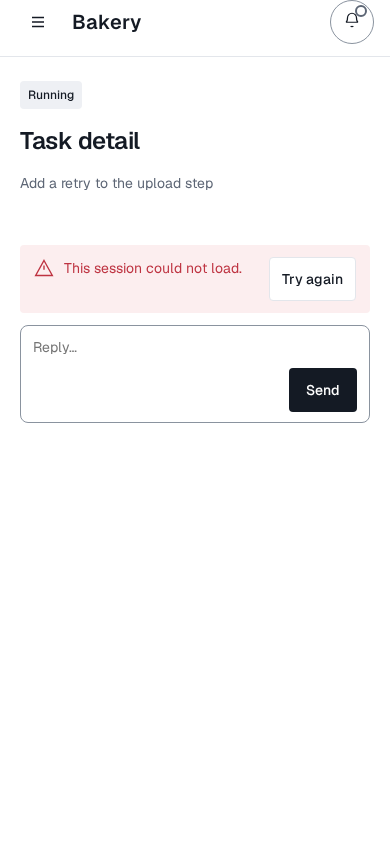 Bakery
Running
Task detail
Add a retry to the upload step
This session could not load.
Try again
Reply...
Send